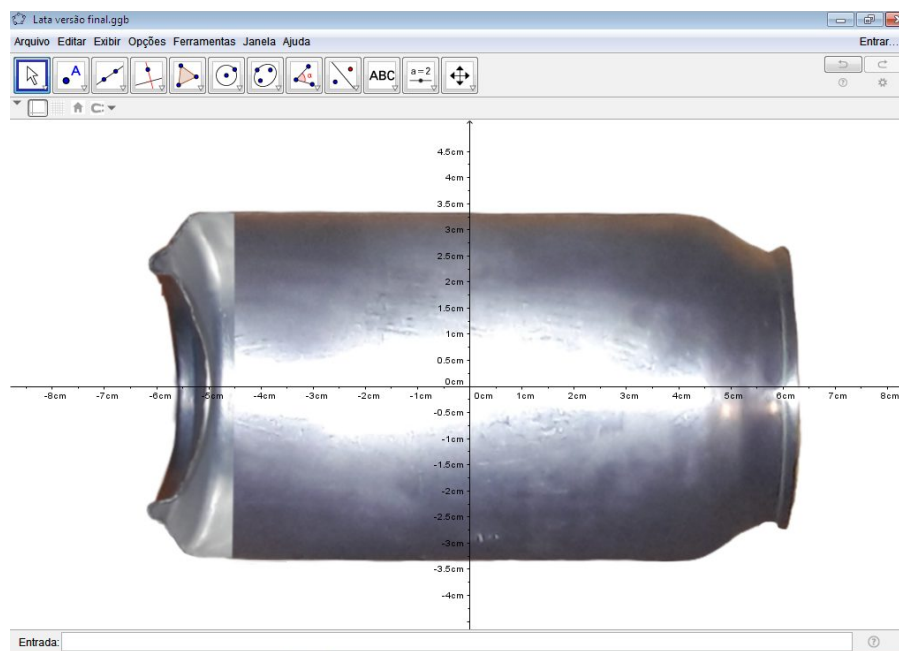 Lata versão final.ggb
Arquivo Editar Exibir Opções Ferramentas Janela Ajuda Entrar...
A ABC a=2
4.5cm
4cm
3.5cm
3cm
2.5cm
2cm
1.5cm
1cm
0.5cm
0cm
-8cm -7cm -6cm -5cm -4cm -3cm -2cm -1cm 0cm 1cm 2cm 3cm 4cm 5cm 6cm 7cm 8cm
-0.5cm
-1cm
-1.5cm
-2cm
-2.5cm
-3cm
-3.5cm
-4cm
Entrada: